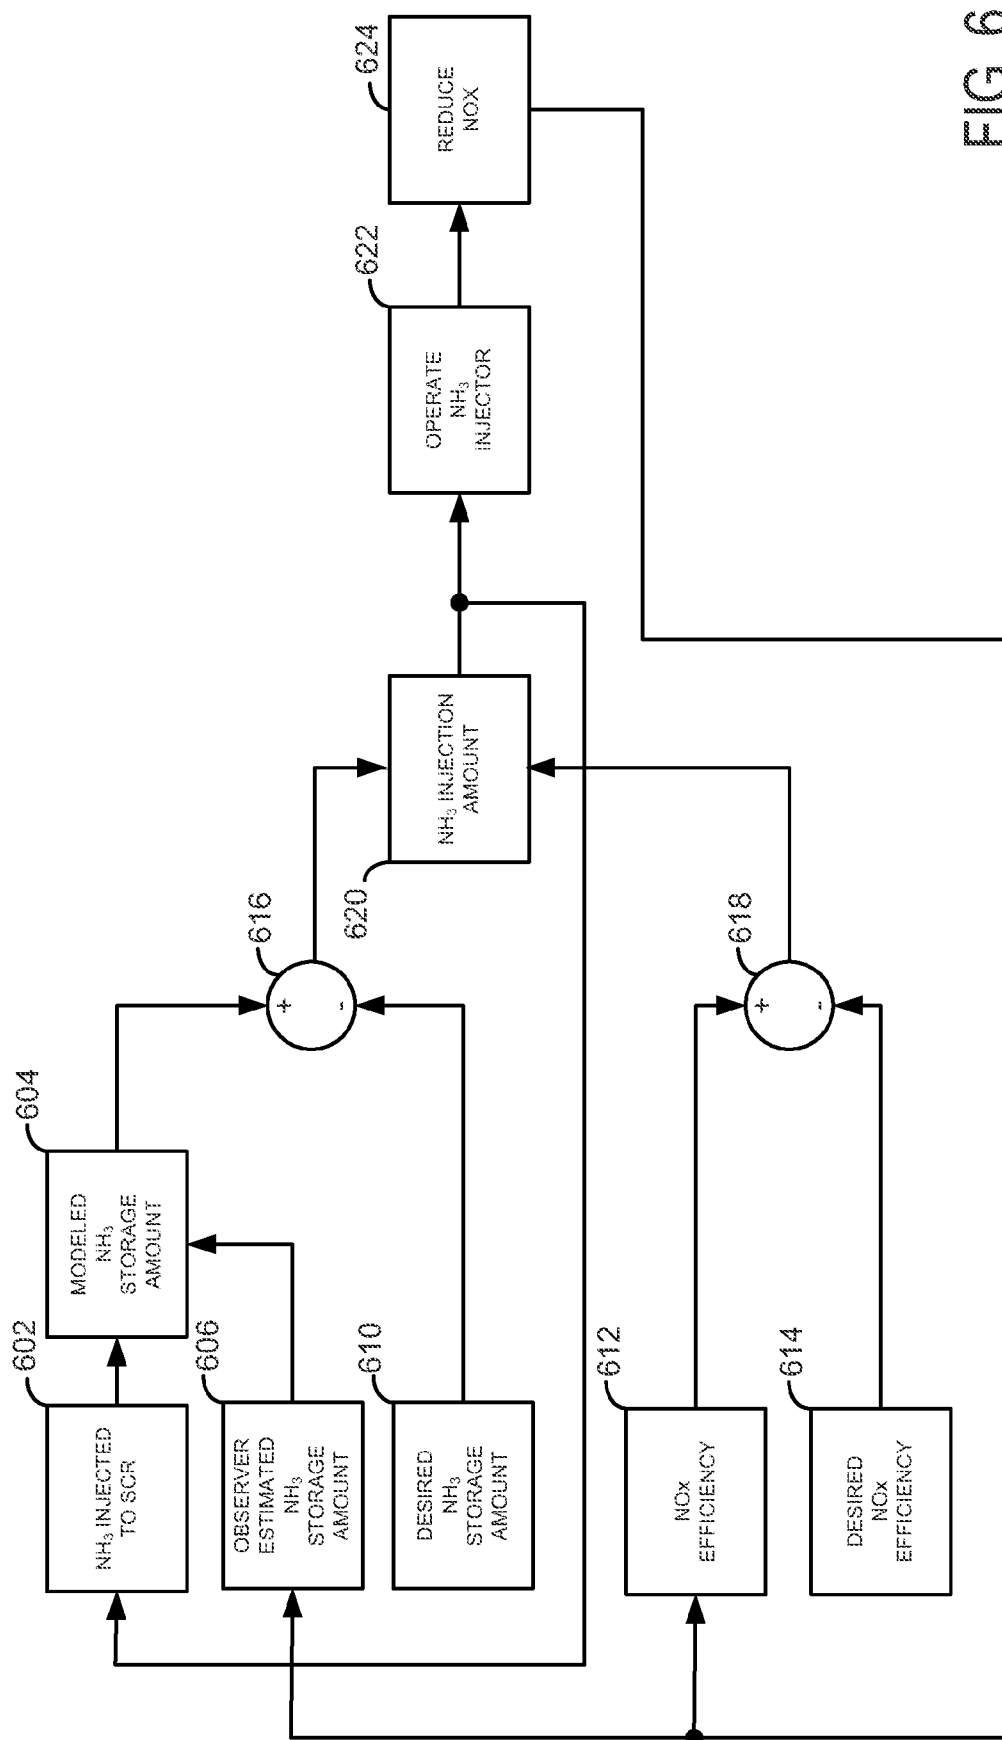 602
NH₃ INJECTED
TO SCR
604
MODELED
NH₃
STORAGE
AMOUNT
606
OBSERVER
ESTIMATED
NH₃
STORAGE
AMOUNT
610
DESIRED
NH₃
STORAGE
AMOUNT
616
+
-
620
NH₃ INJECTION
AMOUNT
622
OPERATE
NH₃
INJECTOR
624
REDUCE
NOX
612
NOx
EFFICIENCY
614
DESIRED
NOx
EFFICIENCY
618
+
-
FIG. 6